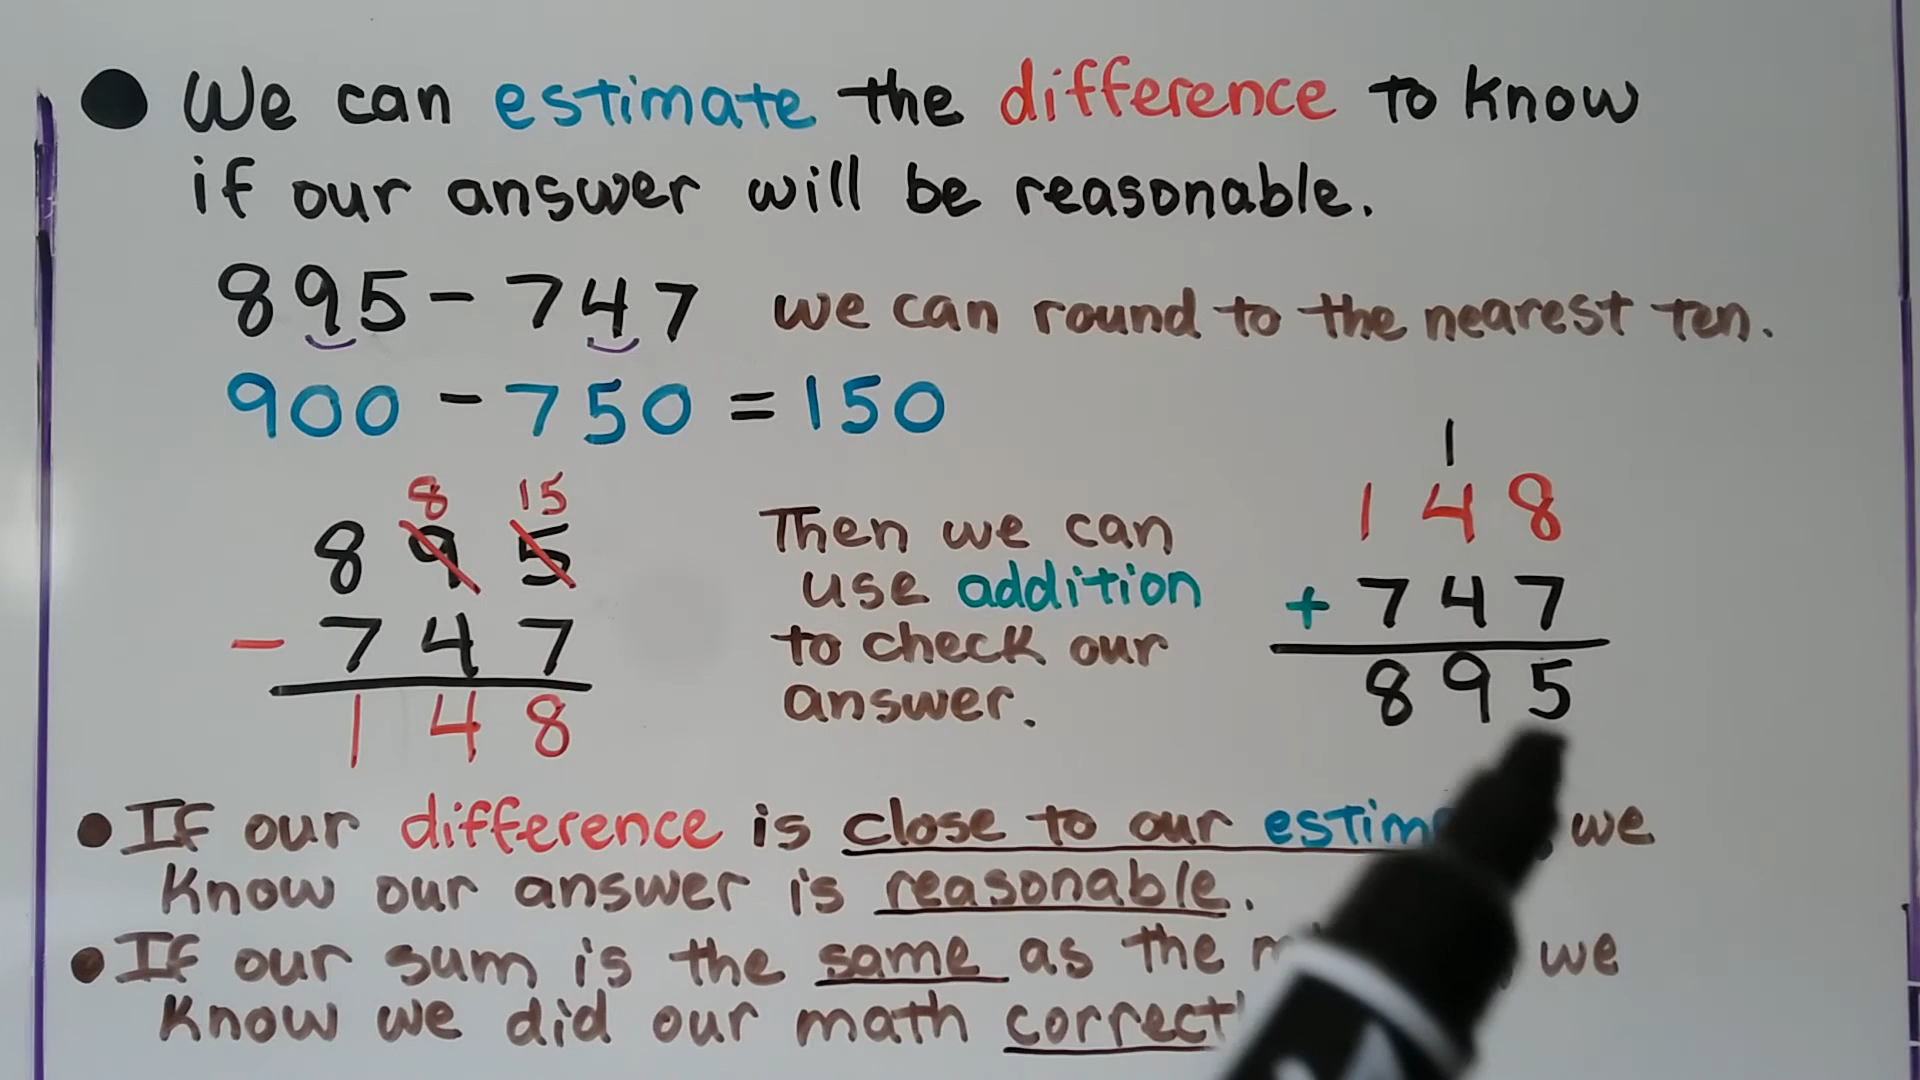 We can estimate the difference to know
if our answer will be reasonable.
895 - 747 we can round to the nearest ten.
900 - 750 = 150
8 15
8 9 5
- 7 4 7
1 4 8
Then we can
use addition
to check our
answer.
1
1 4 8
+ 7 4 7
8 9 5
If our difference is close to our we
know our answer is reasonable.
If our sum is the same as the we
know we did our math